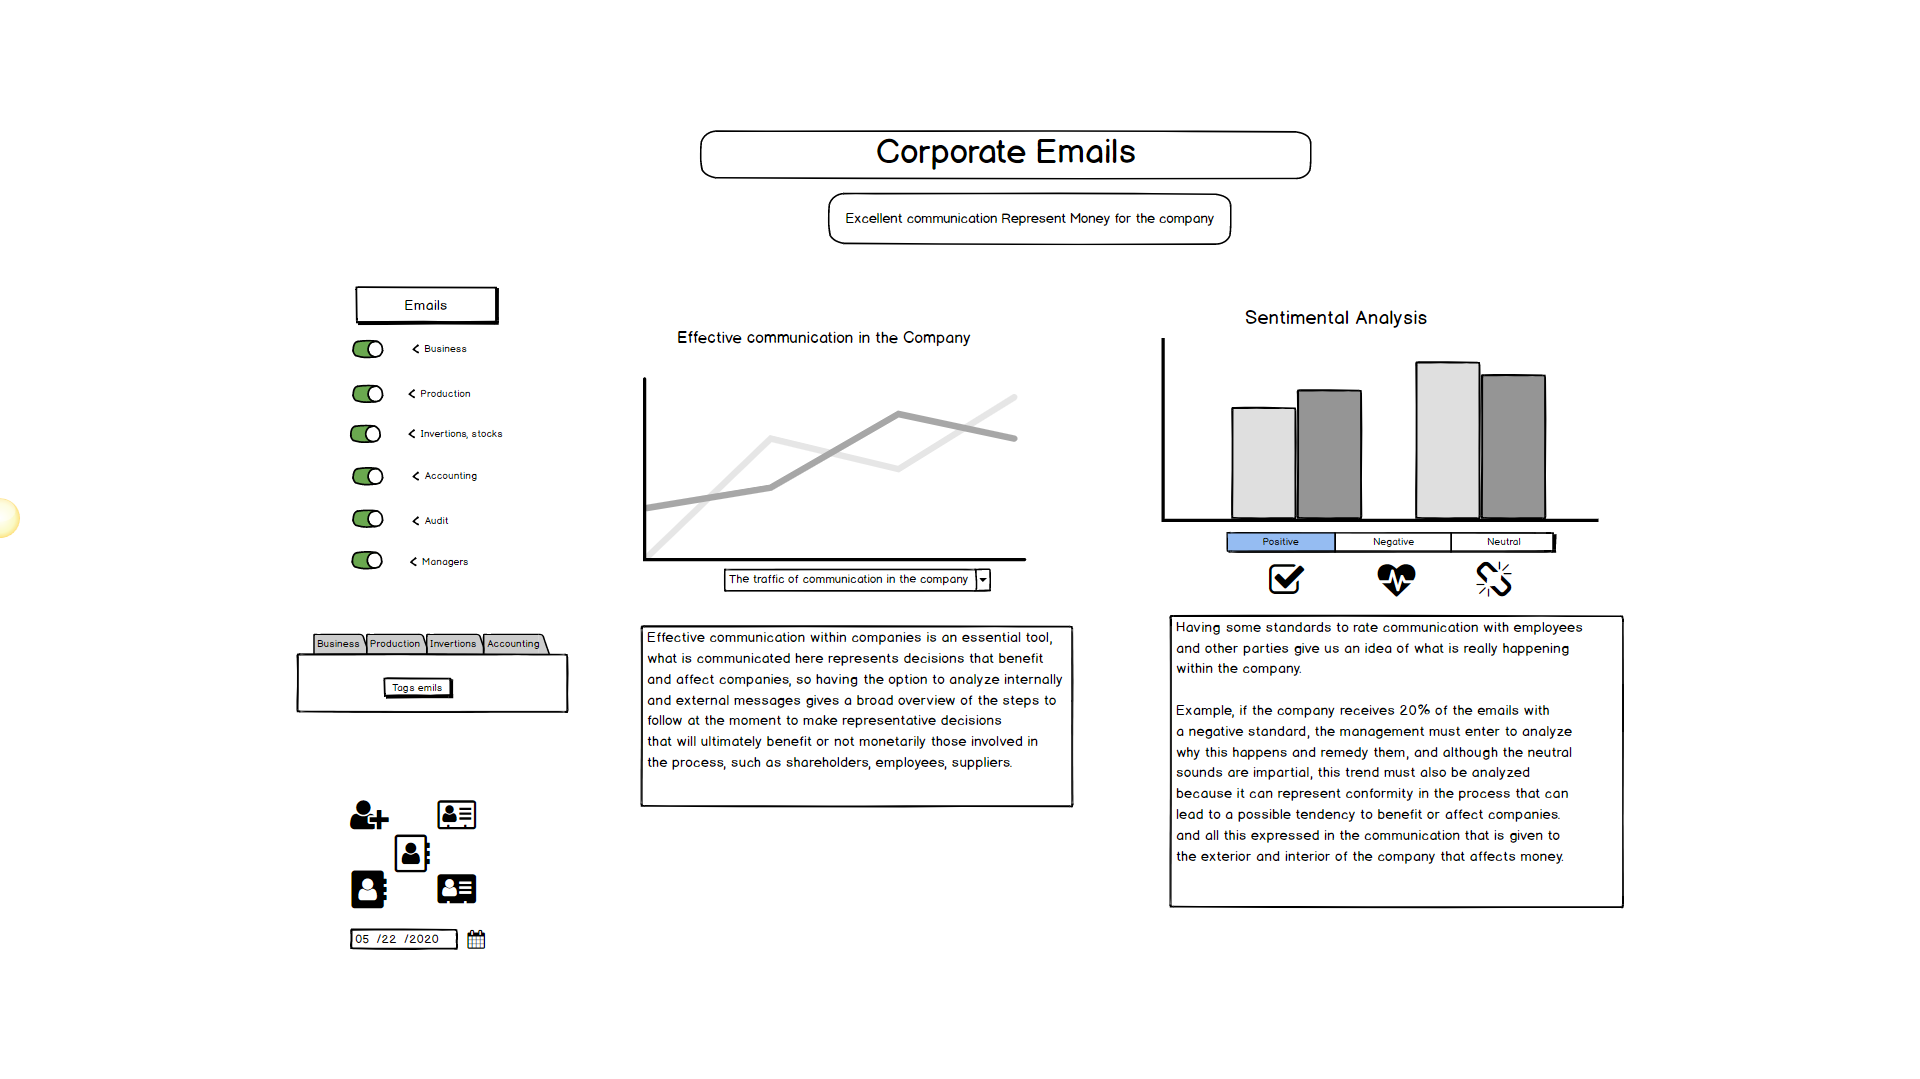 Corporate Emails
Excellent communication Represent Money for the company
Emails
< Business
< Production
< Invertions, stocks
< Accounting
< Audit
< Managers
Business Production Invertions Accounting
Tags emils
05 /22 /2020
Effective communication in the Company
The traffic of communication in the company
Effective communication within companies is an essential tool,
what is communicated here represents decisions that benefit
and affect companies, so having the option to analyze internally
and external messages gives a broad overview of the steps to
follow at the moment to make representative decisions
that will ultimately benefit or not monetarily those involved in
the process, such as shareholders, employees, suppliers.
Sentimental Analysis
Positive Negative Neutral
Having some standards to rate communication with employees
and other parties give us an idea of what is really happening
within the company.
Example, if the company receives 20% of the emails with
a negative standard, the management must enter to analyze
why this happens and remedy them, and although the neutral
sounds are impartial, this trend must also be analyzed
because it can represent conformity in the process that can
lead to a possible tendency to benefit or affect companies.
and all this expressed in the communication that is given to
the exterior and interior of the company that affects money.